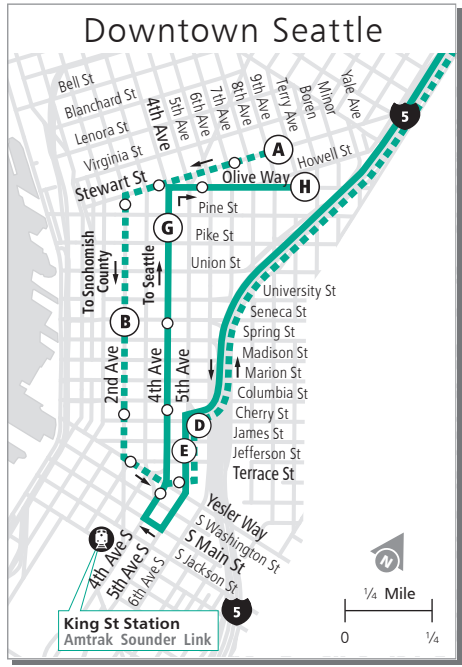 Downtown Seattle
Bell St
Blanchard St
Lenora St
Virginia St
Stewart St
4th Ave
5th Ave
6th Ave
7th Ave
8th Ave
9th Ave
Terry Ave
Boren
Minor
Yale Ave
5
A
Howell St
Olive Way
H
Pine St
G
Pike St
Union St
To Snohomish
County
To Seattle
B
2nd Ave
4th Ave
5th Ave
University St
Seneca St
Spring St
Madison St
Marion St
Columbia St
Cherry St
D
James St
E
Jefferson St
Terrace St
Yesler Way
S Washington St
S Main St
S Jackson St
4th Ave S
5th Ave S
6th Ave S
N
King St Station
Amtrak Sounder Link
5
¼ Mile
0
¼